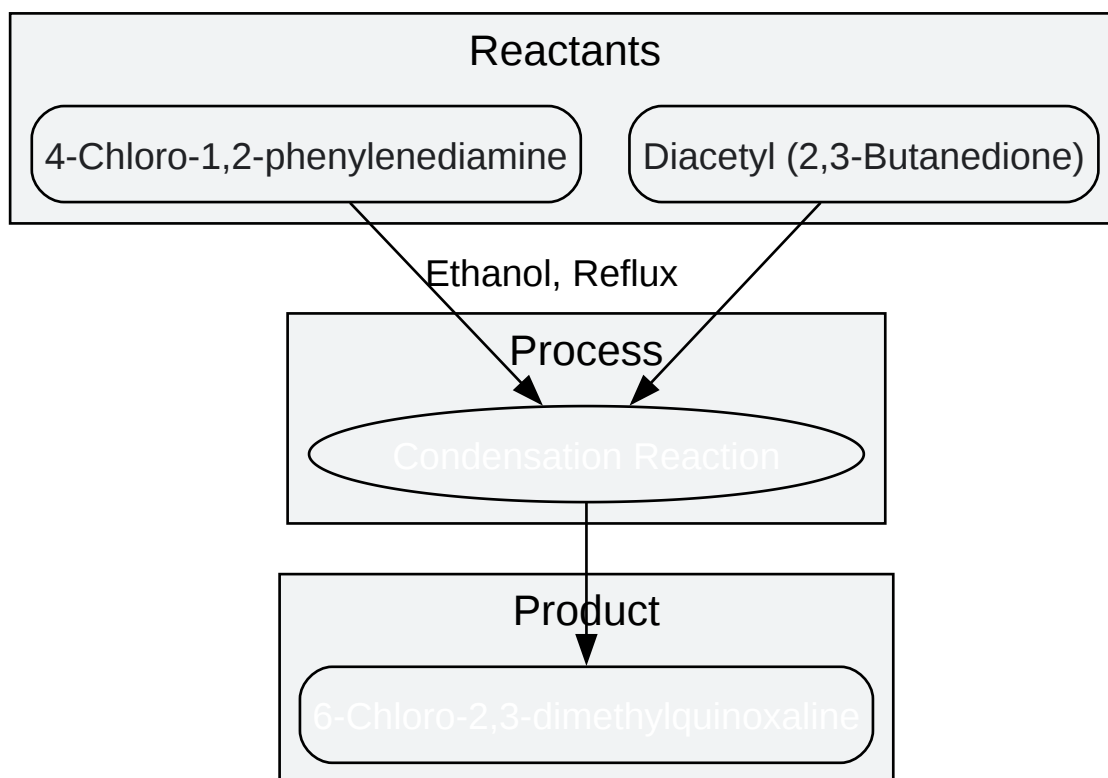 Reactants
4-Chloro-1,2-phenylenediamine
Diacetyl (2,3-Butanedione)
Ethanol, Reflux
Process
Condensation Reaction
Product
6-Chloro-2,3-dimethylquinoxaline